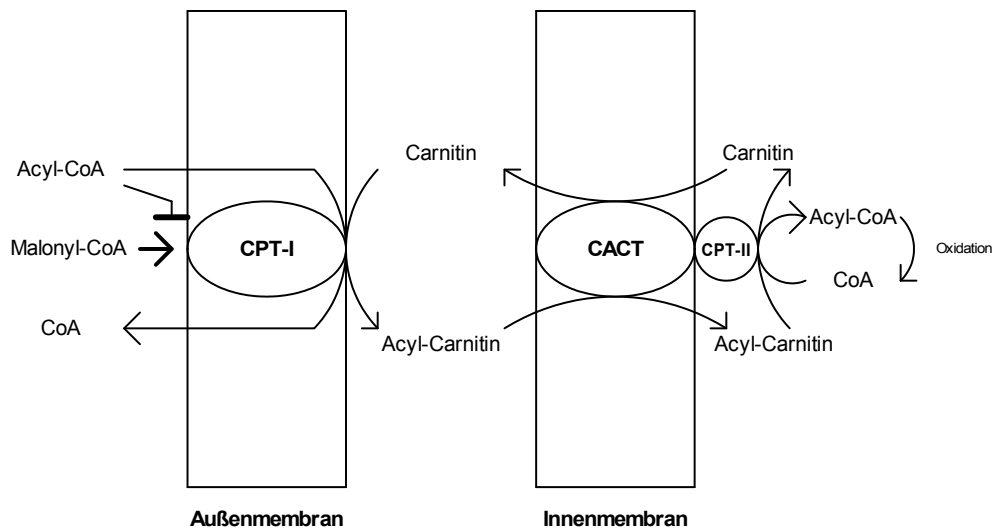 Acyl-CoA
Malonyl-CoA
CoA
CPT-I
Carnitin
Acyl-Carnitin
CACT
CPT-II
Carnitin
Acyl-CoA
CoA
Oxidation
Acyl-Carnitin
Außenmembran
Innenmembran